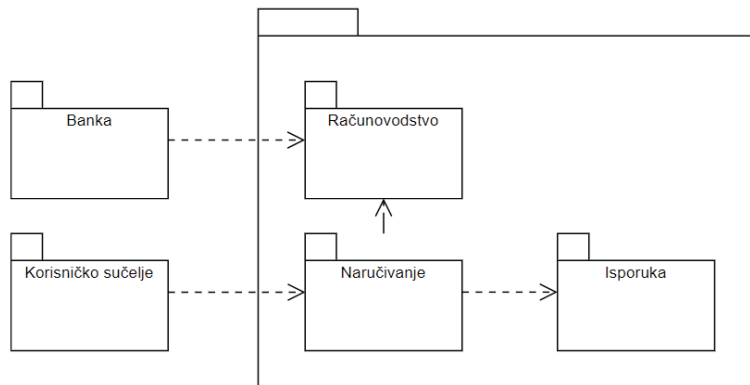 Banka
Računovodstvo
Korisničko sučelje
Naručivanje
Isporuka